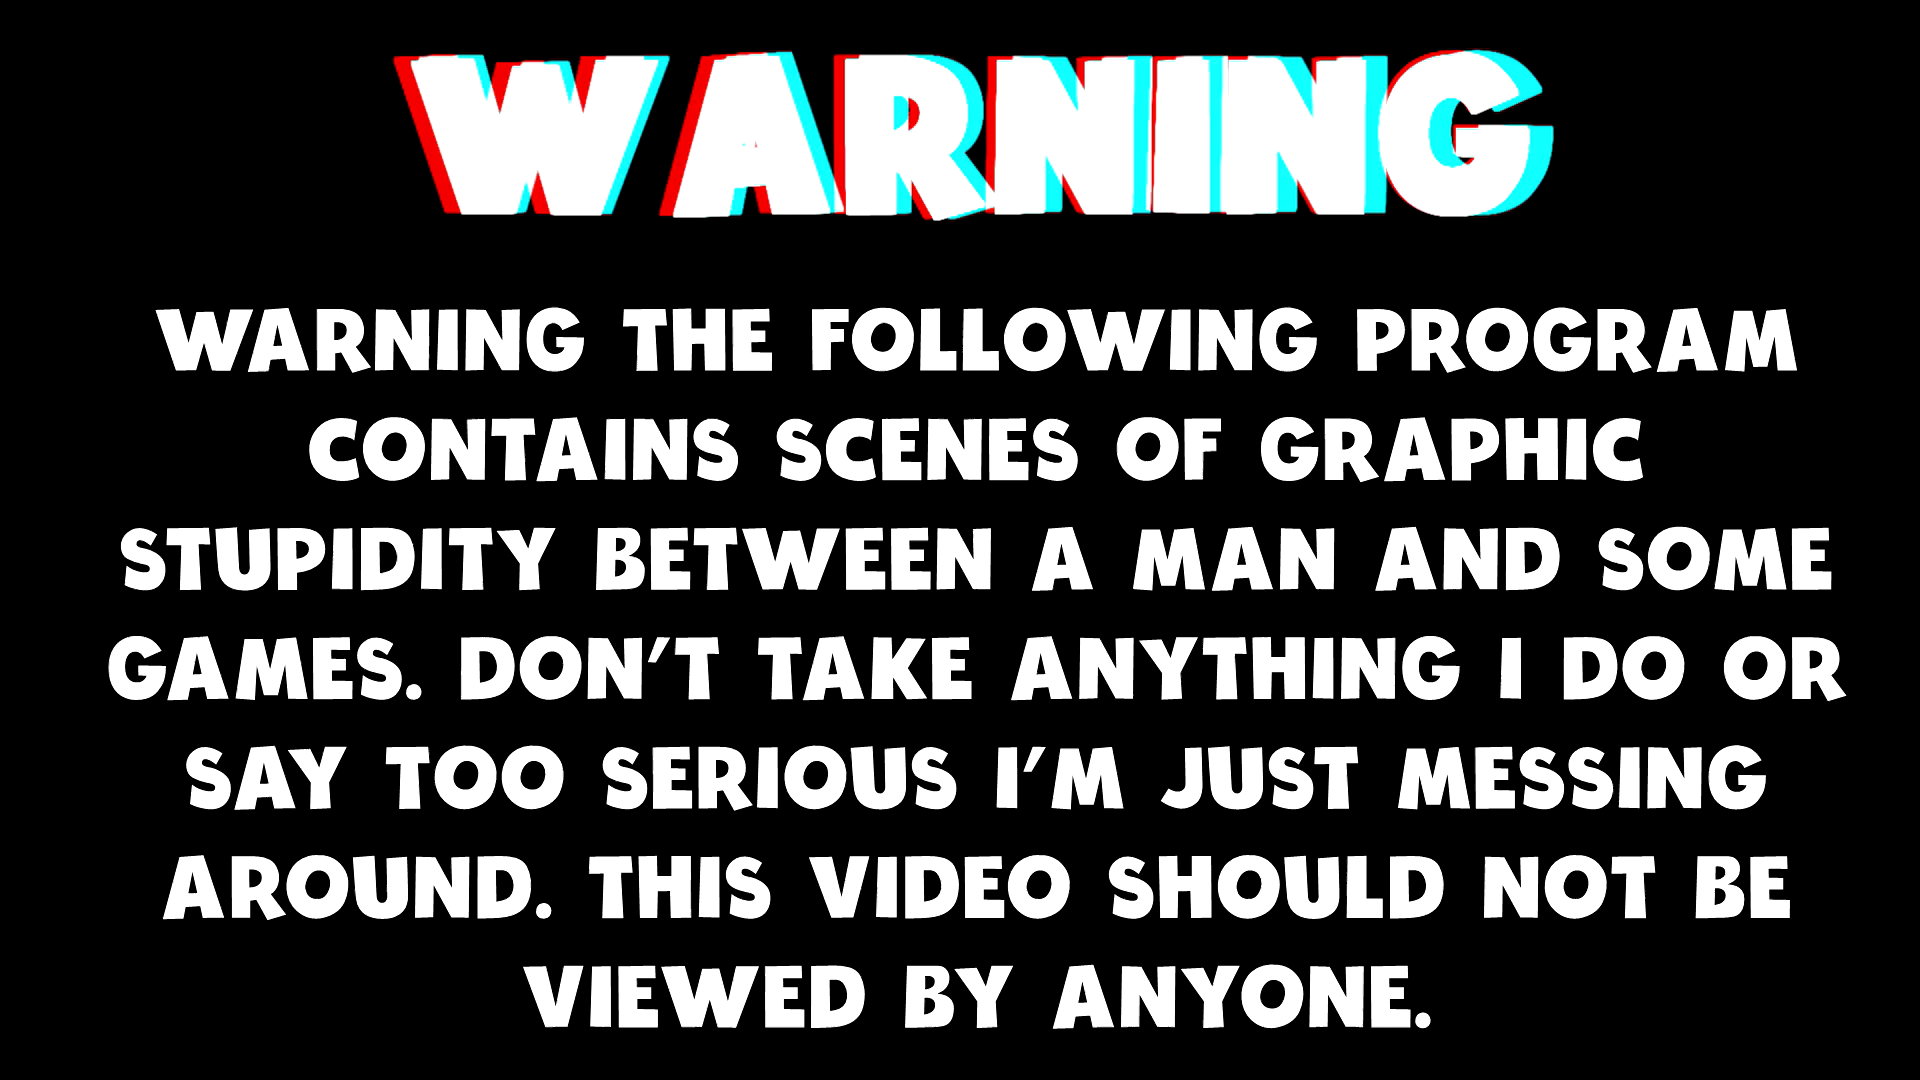 WARNING
WARNING THE FOLLOWING PROGRAM
CONTAINS SCENES OF GRAPHIC
STUPIDITY BETWEEN A MAN AND SOME
GAMES. DON'T TAKE ANYTHING I DO OR
SAY TOO SERIOUS I'M JUST MESSING
AROUND. THIS VIDEO SHOULD NOT BE
VIEWED BY ANYONE.